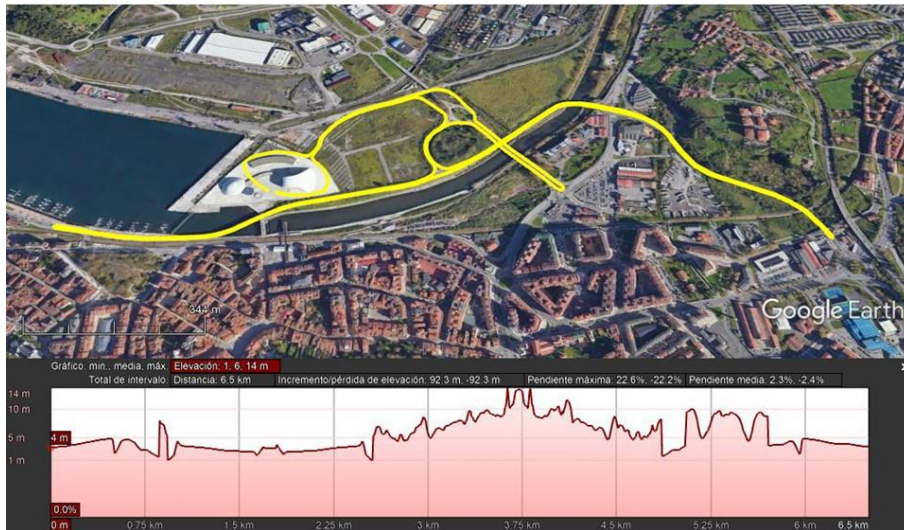 344 m
Google Earth
Gráfico: min., media, máx. Elevación: 1, 6, 14 m
Total de intervalo: Distancia: 6.5 km Incremento/pérdida de elevación: 92.3 m, -92.3 m Pendiente máxima: 22.6%, -22.2% Pendiente media: 2.3%, -2.4%
14 m
10 m
5 m
4 m
1 m
0.0%
0 m 0.75 km 1.5 km 2.25 km 3 km 3.75 km 4.5 km 5.25 km 6 km 6.5 km